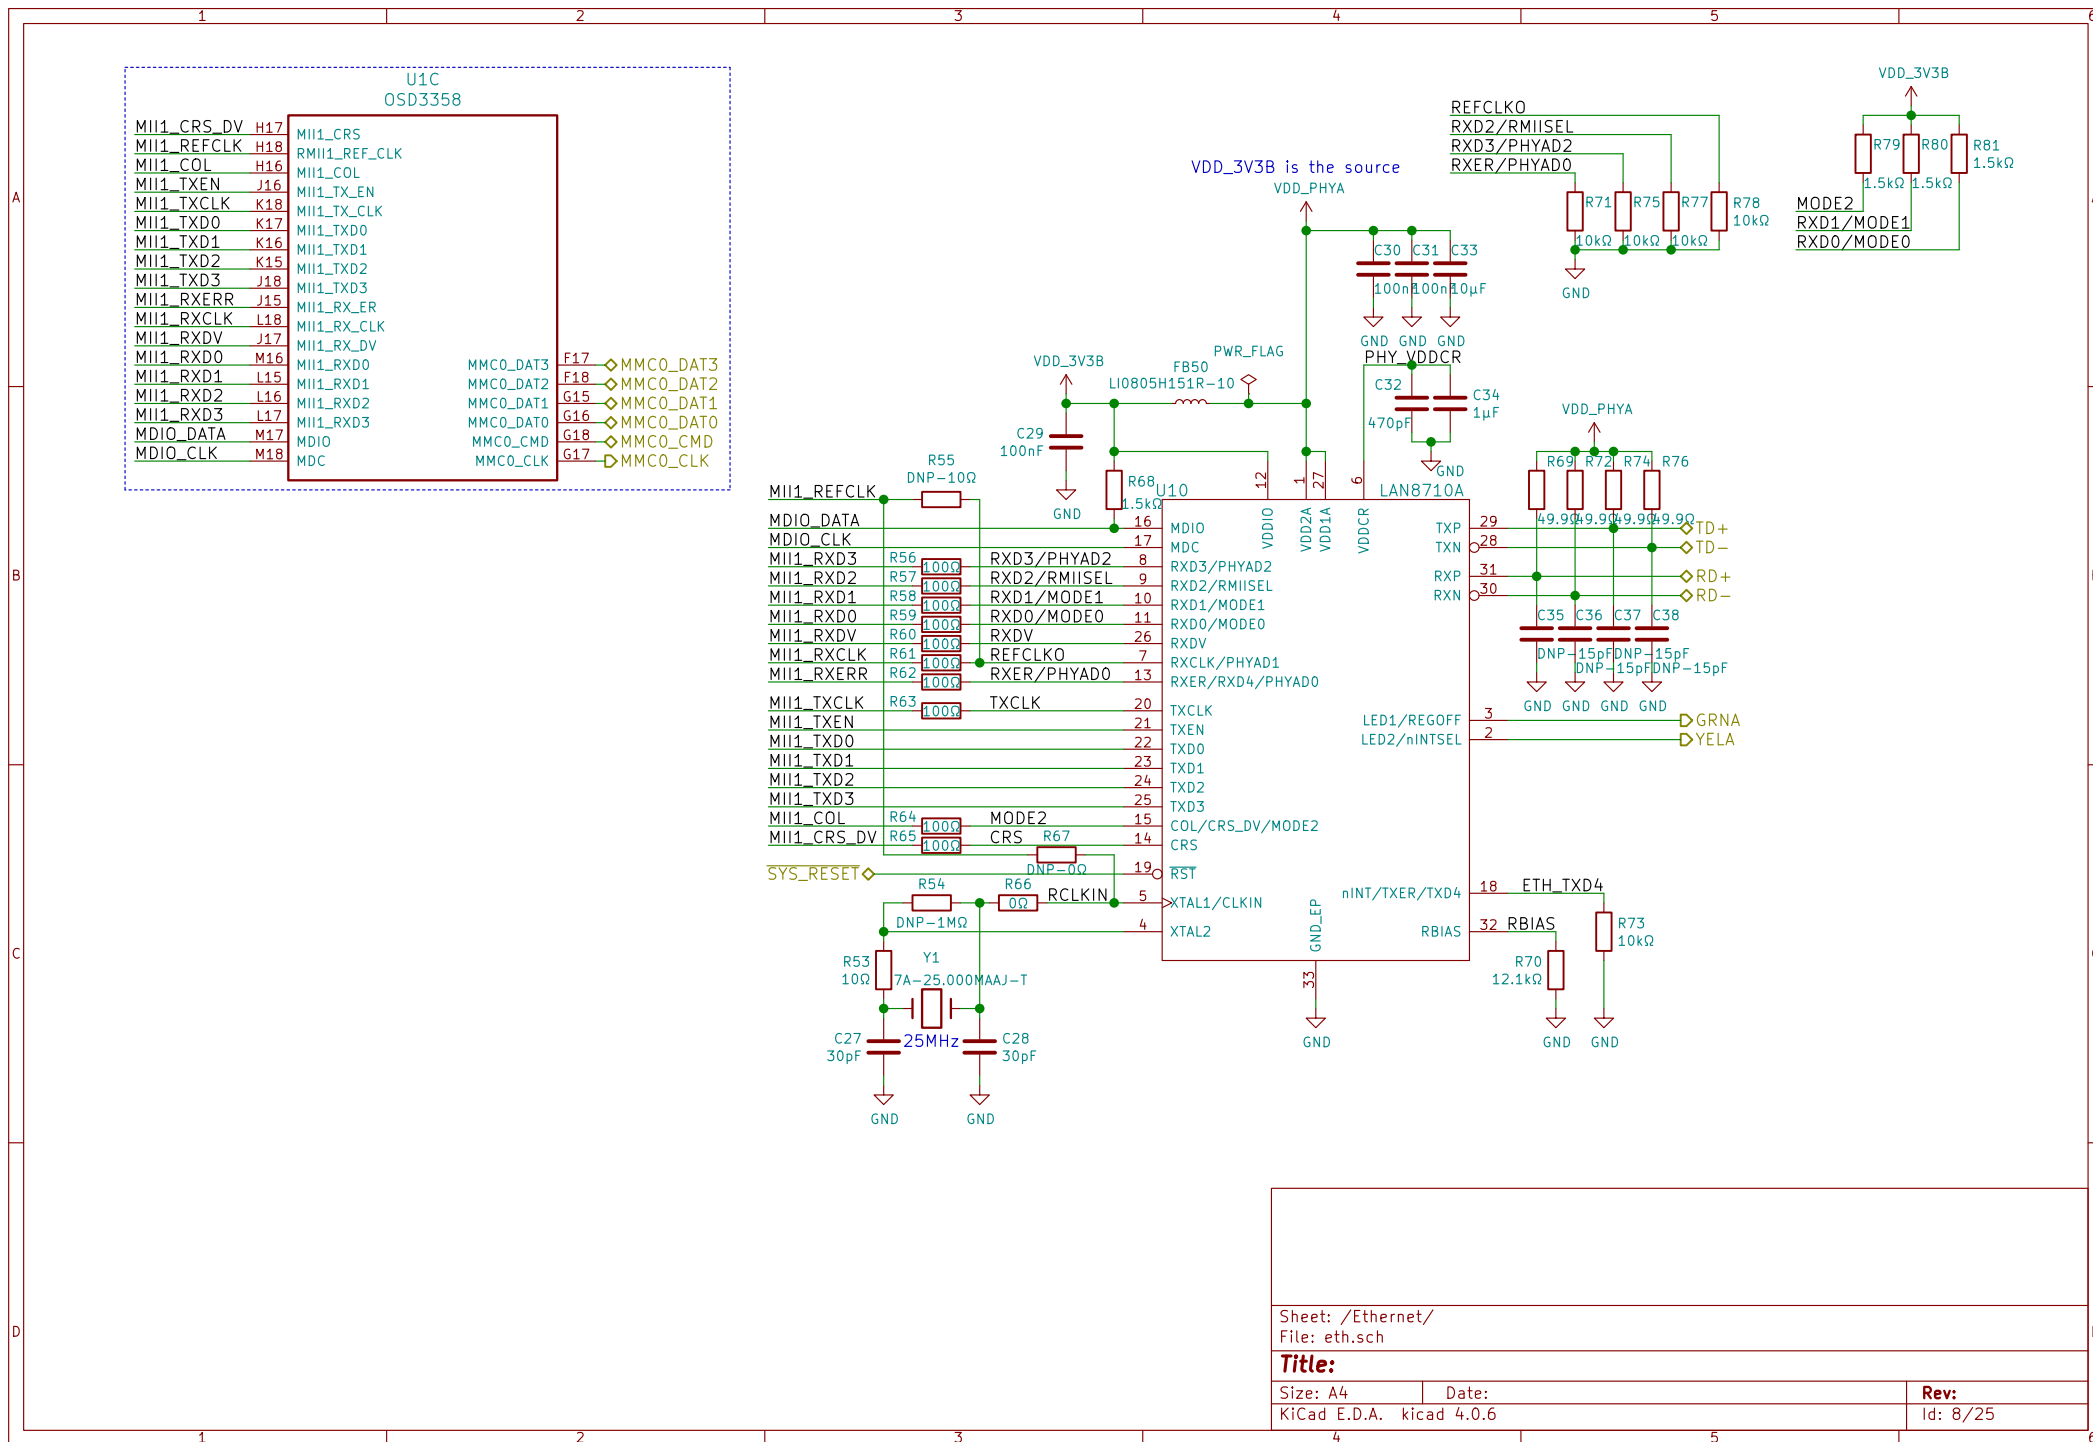 1 2 3 4 5 6
A
B
C
D
U1C
OSD3358
MII1_CRS_DV H17 MII1_CRS
MII1_REFCLK H18 RMII1_REF_CLK
MII1_COL H16 MII1_COL
MII1_TXEN J16 MII1_TX_EN
MII1_TXCLK K18 MII1_TX_CLK
MII1_TXD0 K17 MII1_TXD0
MII1_TXD1 K16 MII1_TXD1
MII1_TXD2 K15 MII1_TXD2
MII1_TXD3 J18 MII1_TXD3
MII1_RXERR J15 MII1_RX_ER
MII1_RXCLK L18 MII1_RX_CLK
MII1_RXDV J17 MII1_RX_DV
MII1_RXD0 M16 MII1_RXD0 MMC0_DAT3 F17 MMC0_DAT3
MII1_RXD1 L15 MII1_RXD1 MMC0_DAT2 F18 MMC0_DAT2
MII1_RXD2 L16 MII1_RXD2 MMC0_DAT1 G15 MMC0_DAT1
MII1_RXD3 L17 MII1_RXD3 MMC0_DAT0 G16 MMC0_DAT0
MDIO_DATA M17 MDIO MMC0_CMD G18 MMC0_CMD
MDIO_CLK M18 MDC MMC0_CLK G17 MMC0_CLK
VDD_3V3B is the source
VDD_PHYA
C30 C31 C33
100nF 100nF 10µF
GND GND GND
PHY_VDDCR
C32
470pF
C34
1µF
GND
PWR_FLAG
FB50
LI0805H151R-10
VDD_3V3B
C29
100nF
GND
R68
1.5kΩ
REFCLKO
RXD2/RMIISEL
RXD3/PHYAD2
RXER/PHYAD0
R71 R75 R77 R78
10kΩ 10kΩ 10kΩ 10kΩ
GND
VDD_3V3B
R79 R80 R81
1.5kΩ 1.5kΩ 1.5kΩ
MODE2
RXD1/MODE1
RXD0/MODE0
VDD_PHYA
R69 R72 R74 R76
49.9Ω 49.9Ω 49.9Ω 49.9Ω
U10 LAN8710A
12 1 27 6
VDDIO VDD2A VDD1A VDDCR
R55
DNP-10Ω
MII1_REFCLK
MDIO_DATA 16 MDIO
MDIO_CLK 17 MDC
MII1_RXD3 R56 100Ω RXD3/PHYAD2 8 RXD3/PHYAD2
MII1_RXD2 R57 100Ω RXD2/RMIISEL 9 RXD2/RMIISEL
MII1_RXD1 R58 100Ω RXD1/MODE1 10 RXD1/MODE1
MII1_RXD0 R59 100Ω RXD0/MODE0 11 RXD0/MODE0
MII1_RXDV R60 100Ω RXDV 26 RXDV
MII1_RXCLK R61 100Ω REFCLKO 7 RXCLK/PHYAD1
MII1_RXERR R62 100Ω RXER/PHYAD0 13 RXER/RXD4/PHYAD0
MII1_TXCLK R63 100Ω TXCLK 20 TXCLK
MII1_TXEN 21 TXEN
MII1_TXD0 22 TXD0
MII1_TXD1 23 TXD1
MII1_TXD2 24 TXD2
MII1_TXD3 25 TXD3
MII1_COL R64 100Ω MODE2 15 COL/CRS_DV/MODE2
MII1_CRS_DV R65 100Ω CRS 14 CRS
R67
DNP-0Ω
SYS_RESET 19 RST
R54
DNP-1MΩ
R66
0Ω
RCLKIN 5 XTAL1/CLKIN
4 XTAL2
R53
10Ω
Y1
7A-25.000MAAJ-T
25MHz
C27
30pF
C28
30pF
GND GND
TXP 29 TD+
TXN 28 TD-
RXP 31 RD+
RXN 30 RD-
C35 C36 C37 C38
DNP-15pF DNP-15pF
DNP-15pF DNP-15pF
GND GND GND GND
LED1/REGOFF 3 GRNA
LED2/nINTSEL 2 YELA
nINT/TXER/TXD4 18 ETH_TXD4
RBIAS 32 RBIAS
R73
10kΩ
R70
12.1kΩ
GND GND
GND_EP
33
GND
Sheet: /Ethernet/
File: eth.sch
Title:
Size: A4 Date: Rev:
KiCad E.D.A. kicad 4.0.6 Id: 8/25
1 2 3 4 5